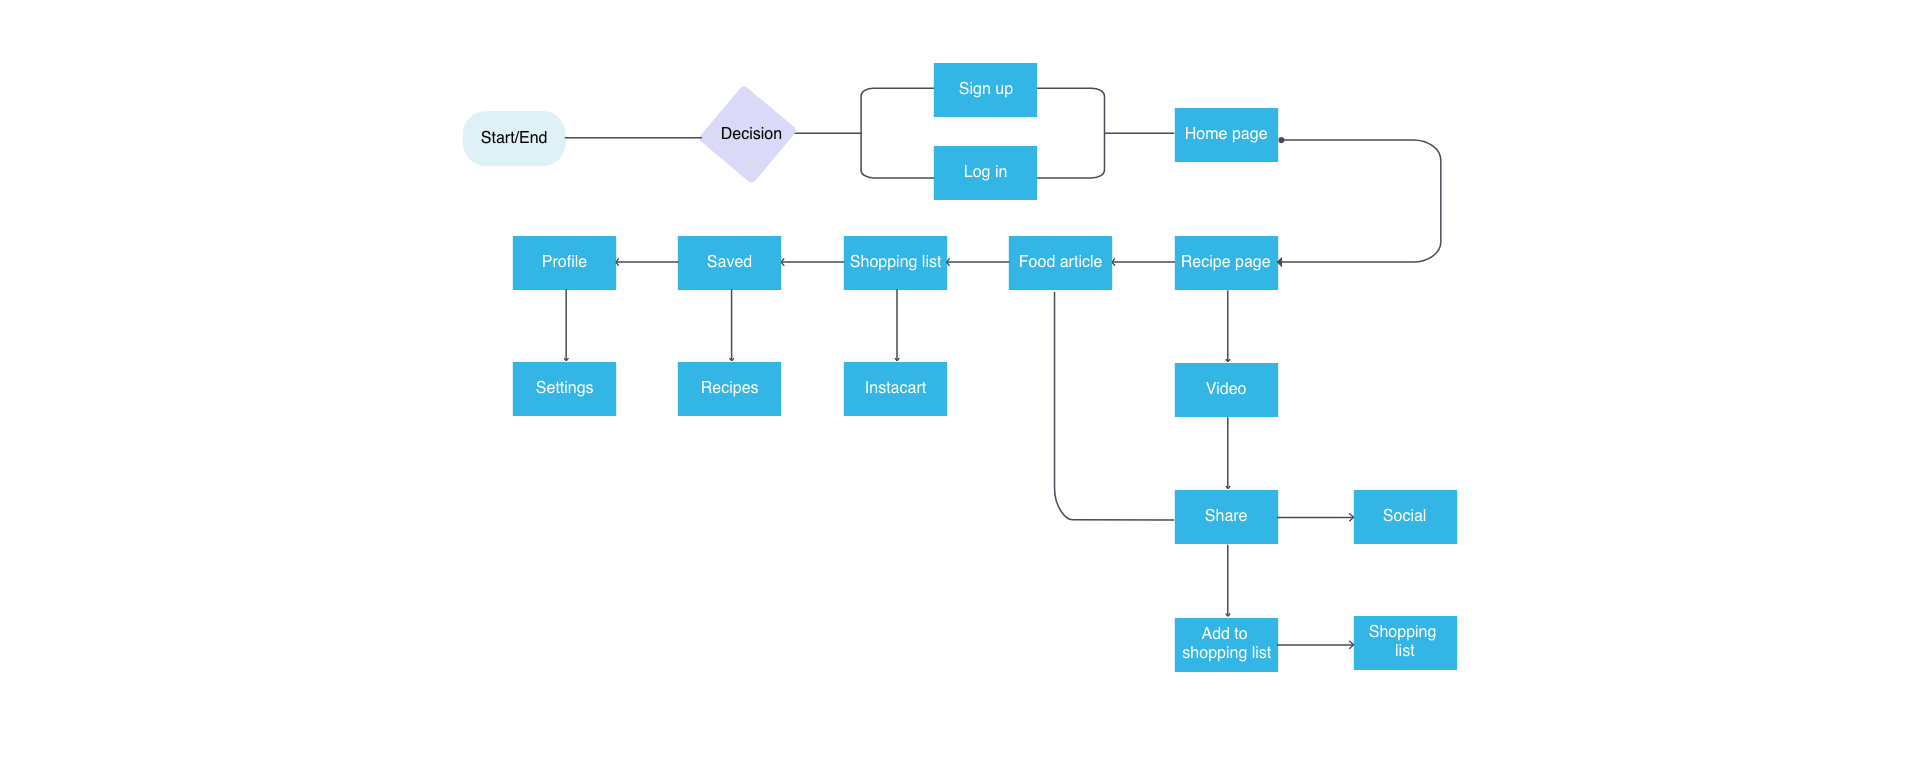 Sign up
Start/End
Decision
Home page
Log in
Profile
Saved
Shopping list
Food article
Recipe page
Settings
Recipes
Instacart
Video
Share
Social
Add to
shopping list
Shopping
list